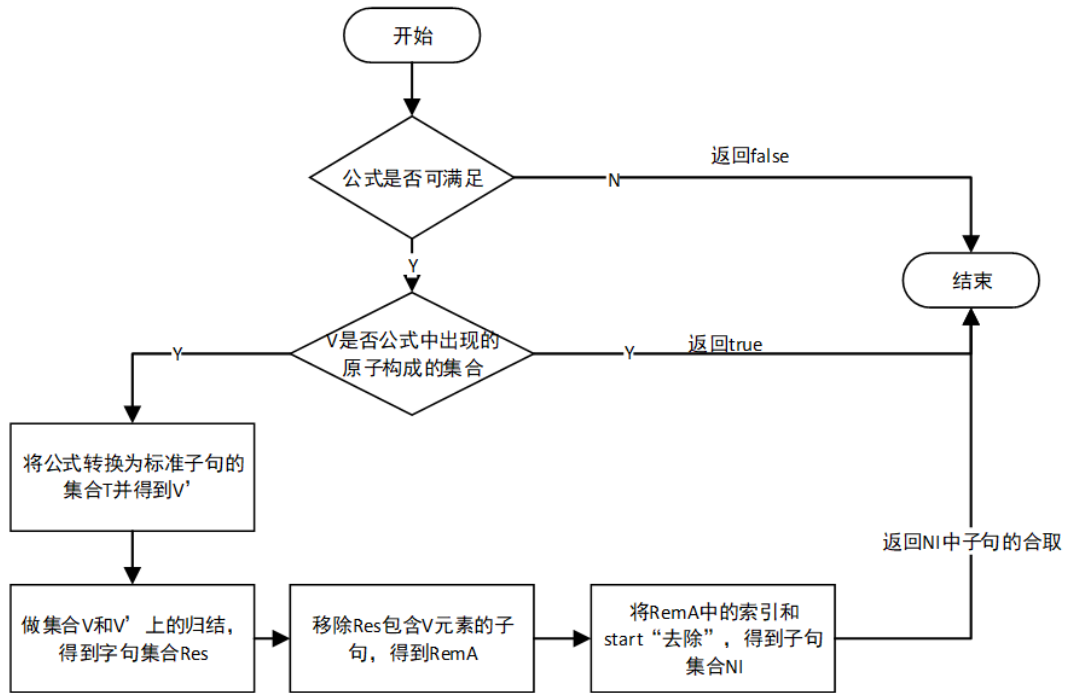 开始
公式是否可满足
N
返回false
Y
结束
V是否公式中出现的
原子构成的集合
Y
Y
返回true
将公式转换为标准子句的
集合T并得到V’
返回NI中子句的合取
做集合V和V’上的归结，
得到字句集合Res
移除Res包含V元素的子
句，得到RemA
将RemA中的索引和
start“去除”，得到子句
集合NI